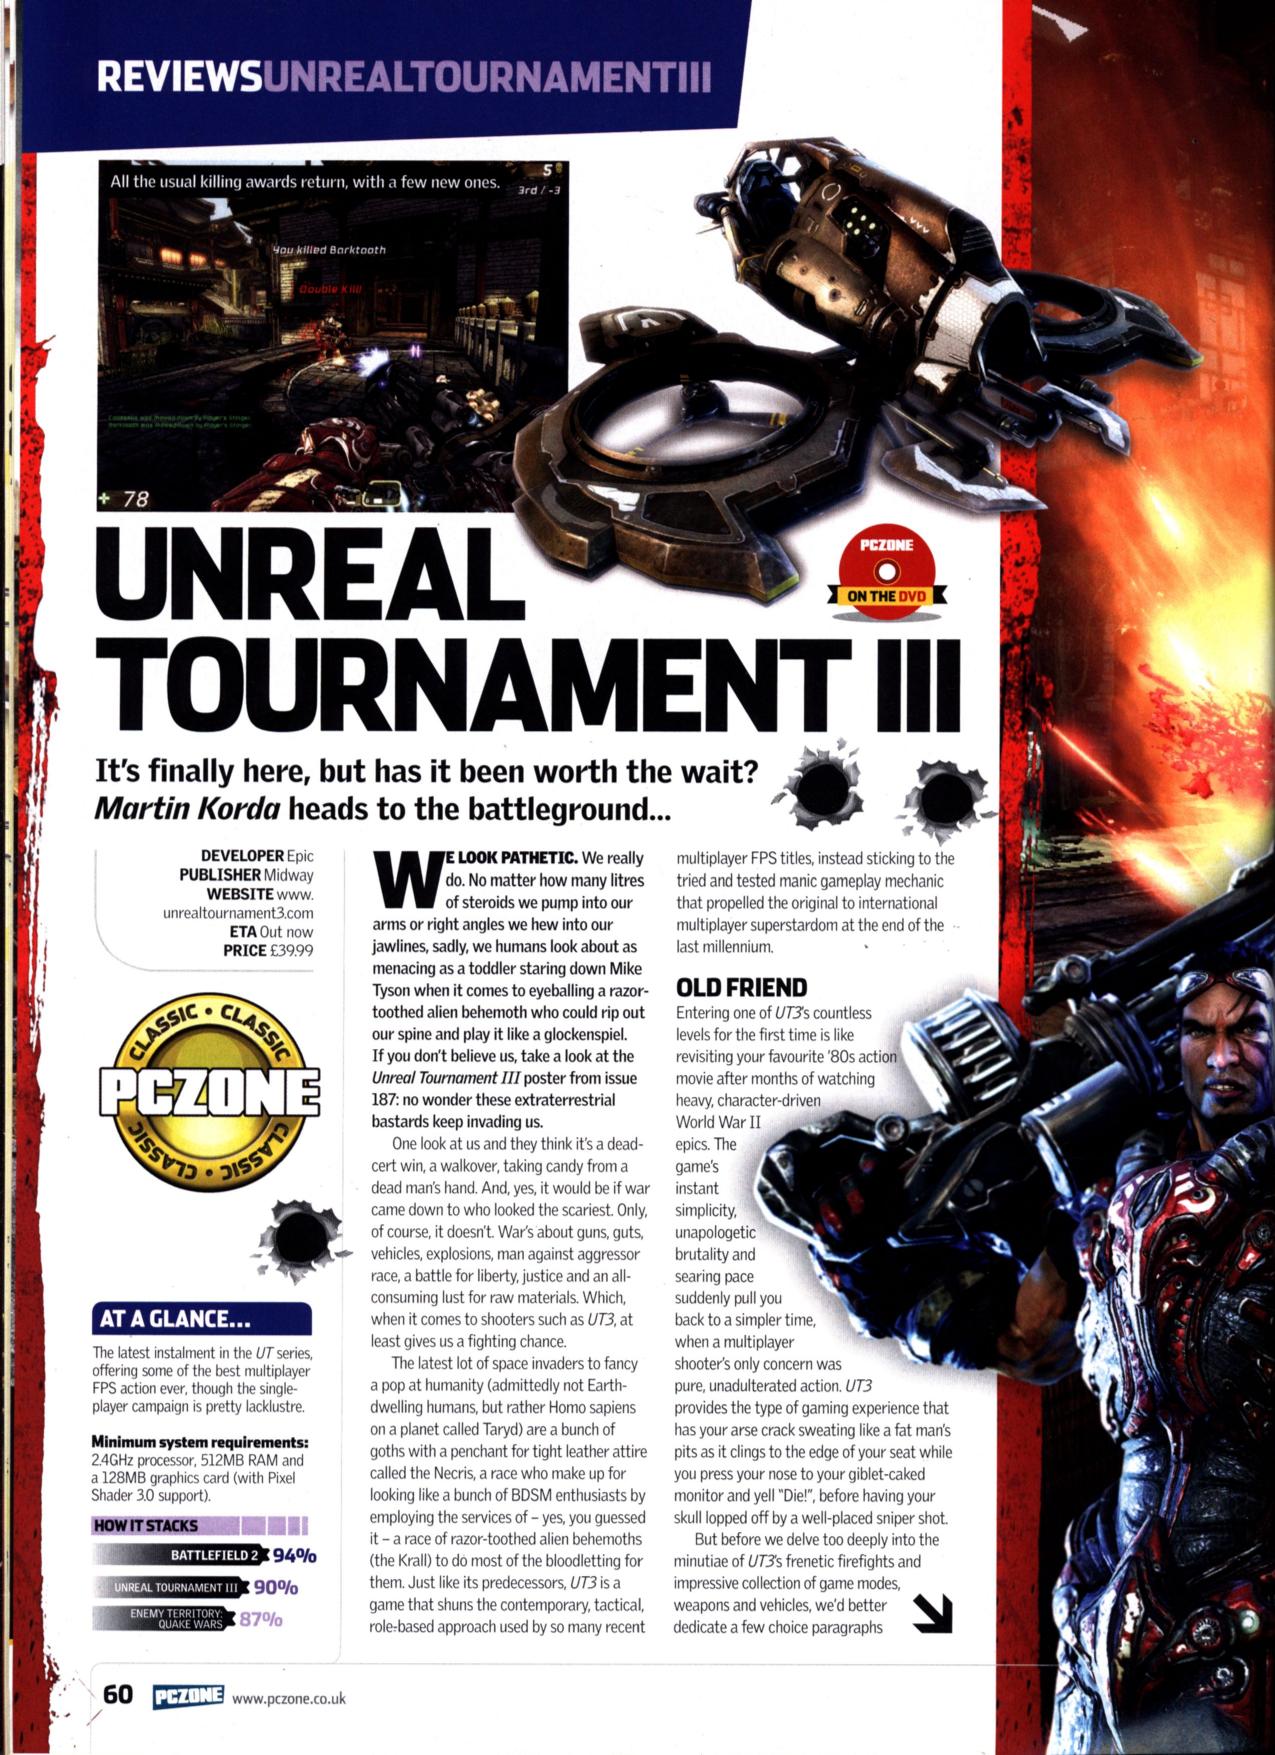 REVIEWSUNREALTOURNAMENTIII
All the usual killing awards return, with a few new ones.
5
3rd / -3
You killed Barktooth
Double Kill!
+ 78
UNREAL
TOURNAMENT III
PCZONE
ON THE DVD
It's finally here, but has it been worth the wait?
Martin Korda heads to the battleground...
DEVELOPER Epic
PUBLISHER Midway
WEBSITE www.
unrealtournament3.com
ETA Out now
PRICE £39.99
CLASSIC • CLASSIC
PCZONE
CLASSIC • CLASSIC
AT A GLANCE...
The latest instalment in the UT series,
offering some of the best multiplayer
FPS action ever, though the single-
player campaign is pretty lacklustre.
Minimum system requirements:
2.4GHz processor, 512MB RAM and
a 128MB graphics card (with Pixel
Shader 3.0 support).
HOW IT STACKS
BATTLEFIELD 2 94%
UNREAL TOURNAMENT III 90%
ENEMY TERRITORY:
QUAKE WARS 87%
WE LOOK PATHETIC. We really
do. No matter how many litres
of steroids we pump into our
arms or right angles we hew into our
jawlines, sadly, we humans look about as
menacing as a toddler staring down Mike
Tyson when it comes to eyeballing a razor-
toothed alien behemoth who could rip out
our spine and play it like a glockenspiel.
If you don't believe us, take a look at the
Unreal Tournament III poster from issue
187: no wonder these extraterrestrial
bastards keep invading us.
One look at us and they think it's a dead-
cert win, a walkover, taking candy from a
dead man's hand. And, yes, it would be if war
came down to who looked the scariest. Only,
of course, it doesn't. War's about guns, guts,
vehicles, explosions, man against aggressor
race, a battle for liberty, justice and an all-
consuming lust for raw materials. Which,
when it comes to shooters such as UT3, at
least gives us a fighting chance.
The latest lot of space invaders to fancy
a pop at humanity (admittedly not Earth-
dwelling humans, but rather Homo sapiens
on a planet called Taryd) are a bunch of
goths with a penchant for tight leather attire
called the Necris, a race who make up for
looking like a bunch of BDSM enthusiasts by
employing the services of – yes, you guessed
it – a race of razor-toothed alien behemoths
(the Krall) to do most of the bloodletting for
them. Just like its predecessors, UT3 is a
game that shuns the contemporary, tactical,
role-based approach used by so many recent
multiplayer FPS titles, instead sticking to the
tried and tested manic gameplay mechanic
that propelled the original to international
multiplayer superstardom at the end of the
last millennium.
OLD FRIEND
Entering one of UT3's countless
levels for the first time is like
revisiting your favourite '80s action
movie after months of watching
heavy, character-driven
World War II
epics. The
game's
instant
simplicity,
unapologetic
brutality and
searing pace
suddenly pull you
back to a simpler time,
when a multiplayer
shooter's only concern was
pure, unadulterated action. UT3
provides the type of gaming experience that
has your arse crack sweating like a fat man's
pits as it clings to the edge of your seat while
you press your nose to your giblet-caked
monitor and yell "Die!", before having your
skull lopped off by a well-placed sniper shot.
But before we delve too deeply into the
minutiae of UT3's frenetic firefights and
impressive collection of game modes,
weapons and vehicles, we'd better
dedicate a few choice paragraphs
60 PCZONE www.pczone.co.uk